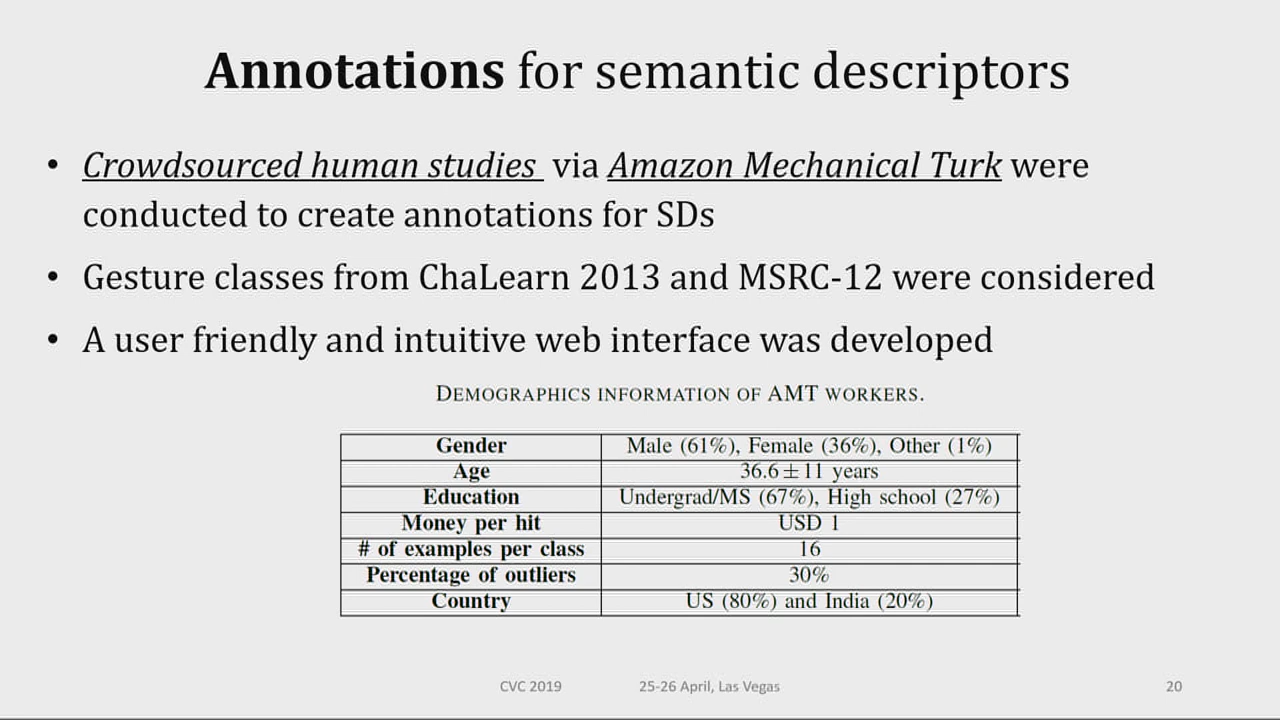 Annotations for semantic descriptors
• Crowdsourced human studies via Amazon Mechanical Turk were
conducted to create annotations for SDs
• Gesture classes from ChaLearn 2013 and MSRC-12 were considered
• A user friendly and intuitive web interface was developed
DEMOGRAPHICS INFORMATION OF AMT WORKERS.
Gender Male (61%), Female (36%), Other (1%)
Age 36.6±11 years
Education Undergrad/MS (67%), High school (27%)
Money per hit USD 1
# of examples per class 16
Percentage of outliers 30%
Country US (80%) and India (20%)
CVC 2019 25-26 April, Las Vegas 20